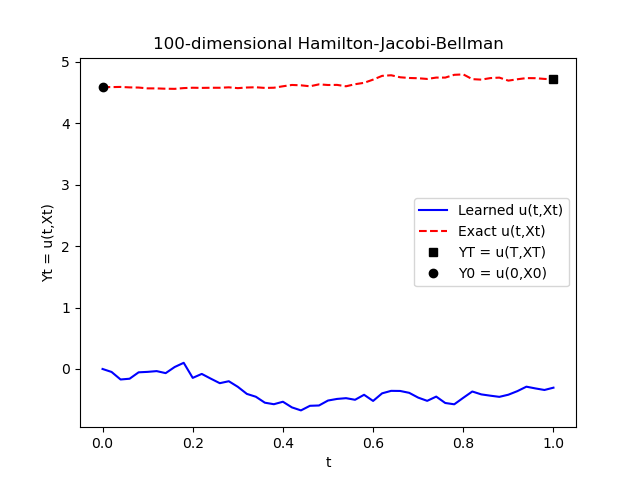 100-dimensional Hamilton-Jacobi-Bellman
5
4
3
2
1
0
Yt = u(t,Xt)
Learned u(t,Xt)
Exact u(t,Xt)
YT = u(T,XT)
Y0 = u(0,X0)
0.0 0.2 0.4 0.6 0.8 1.0
t